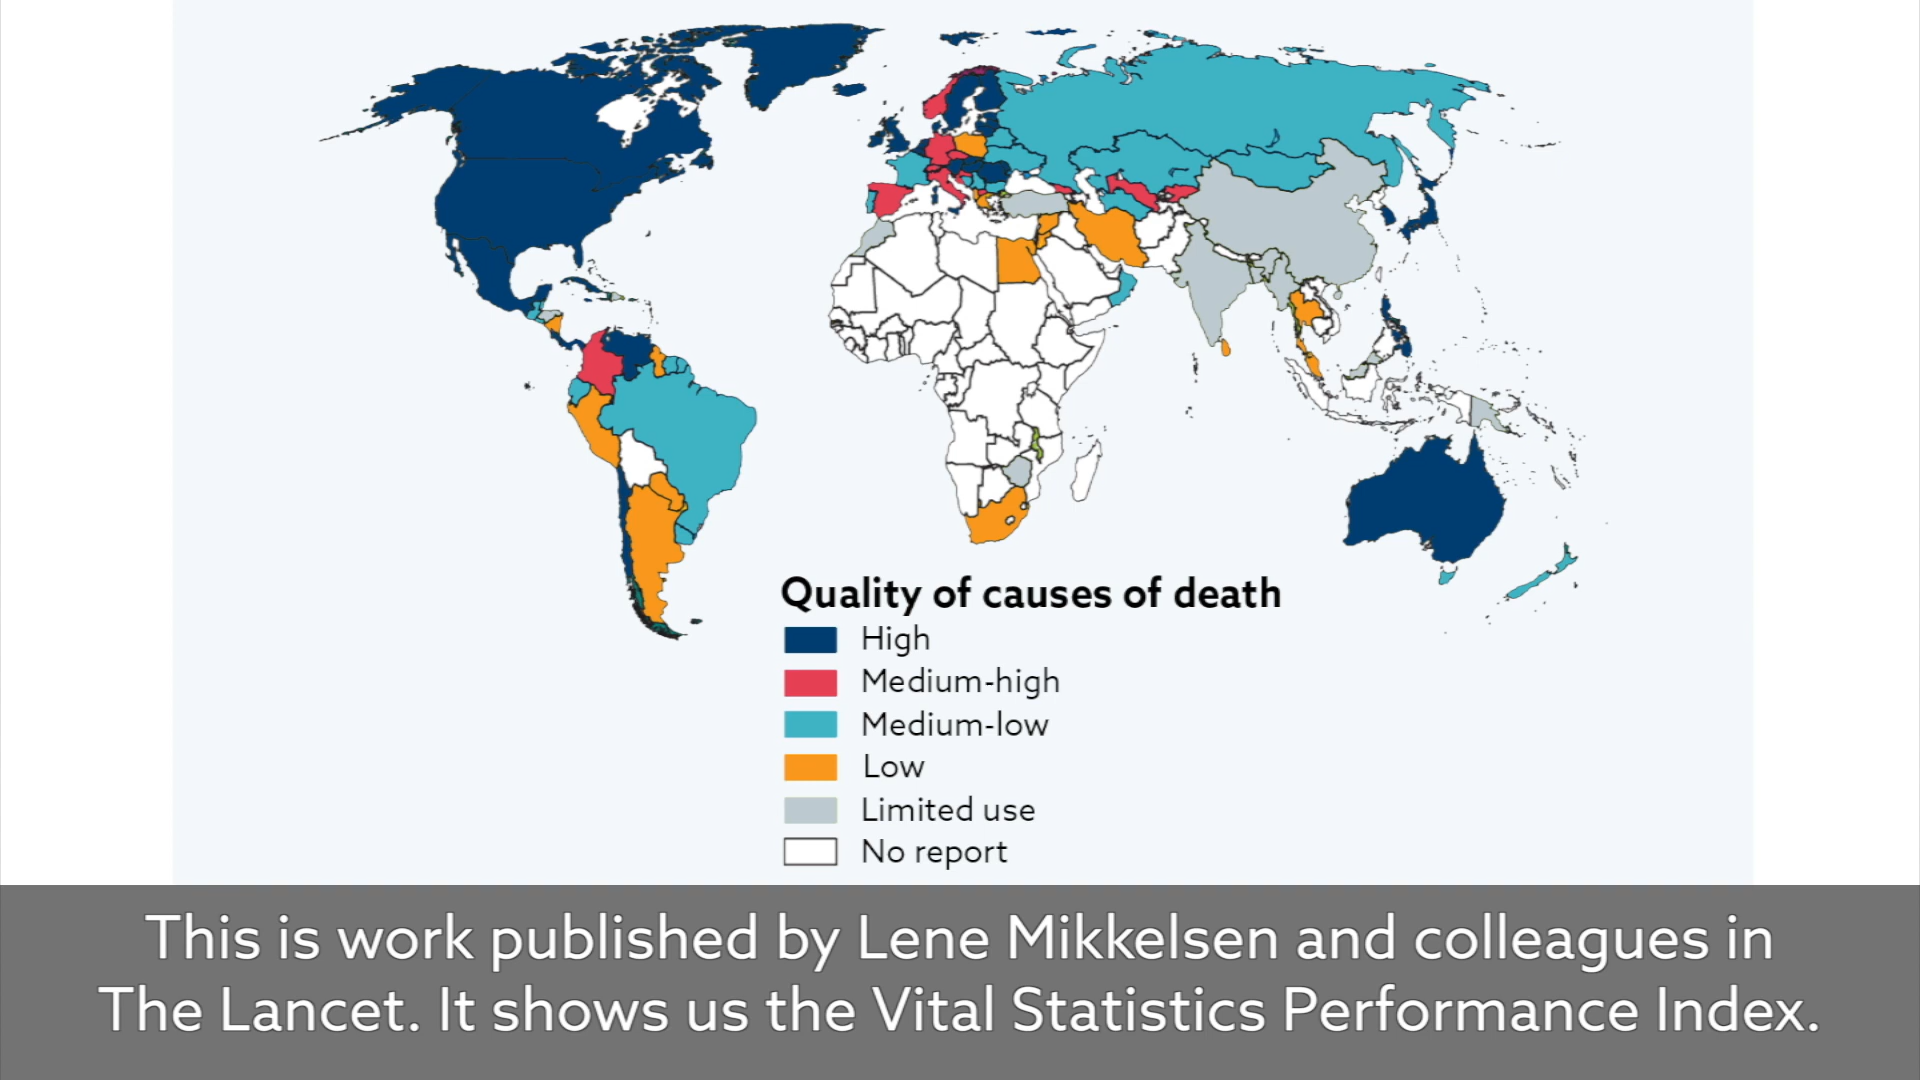 Quality of causes of death
High
Medium-high
Medium-low
Low
Limited use
No report
This is work published by Lene Mikkelsen and colleagues in
The Lancet. It shows us the Vital Statistics Performance Index.